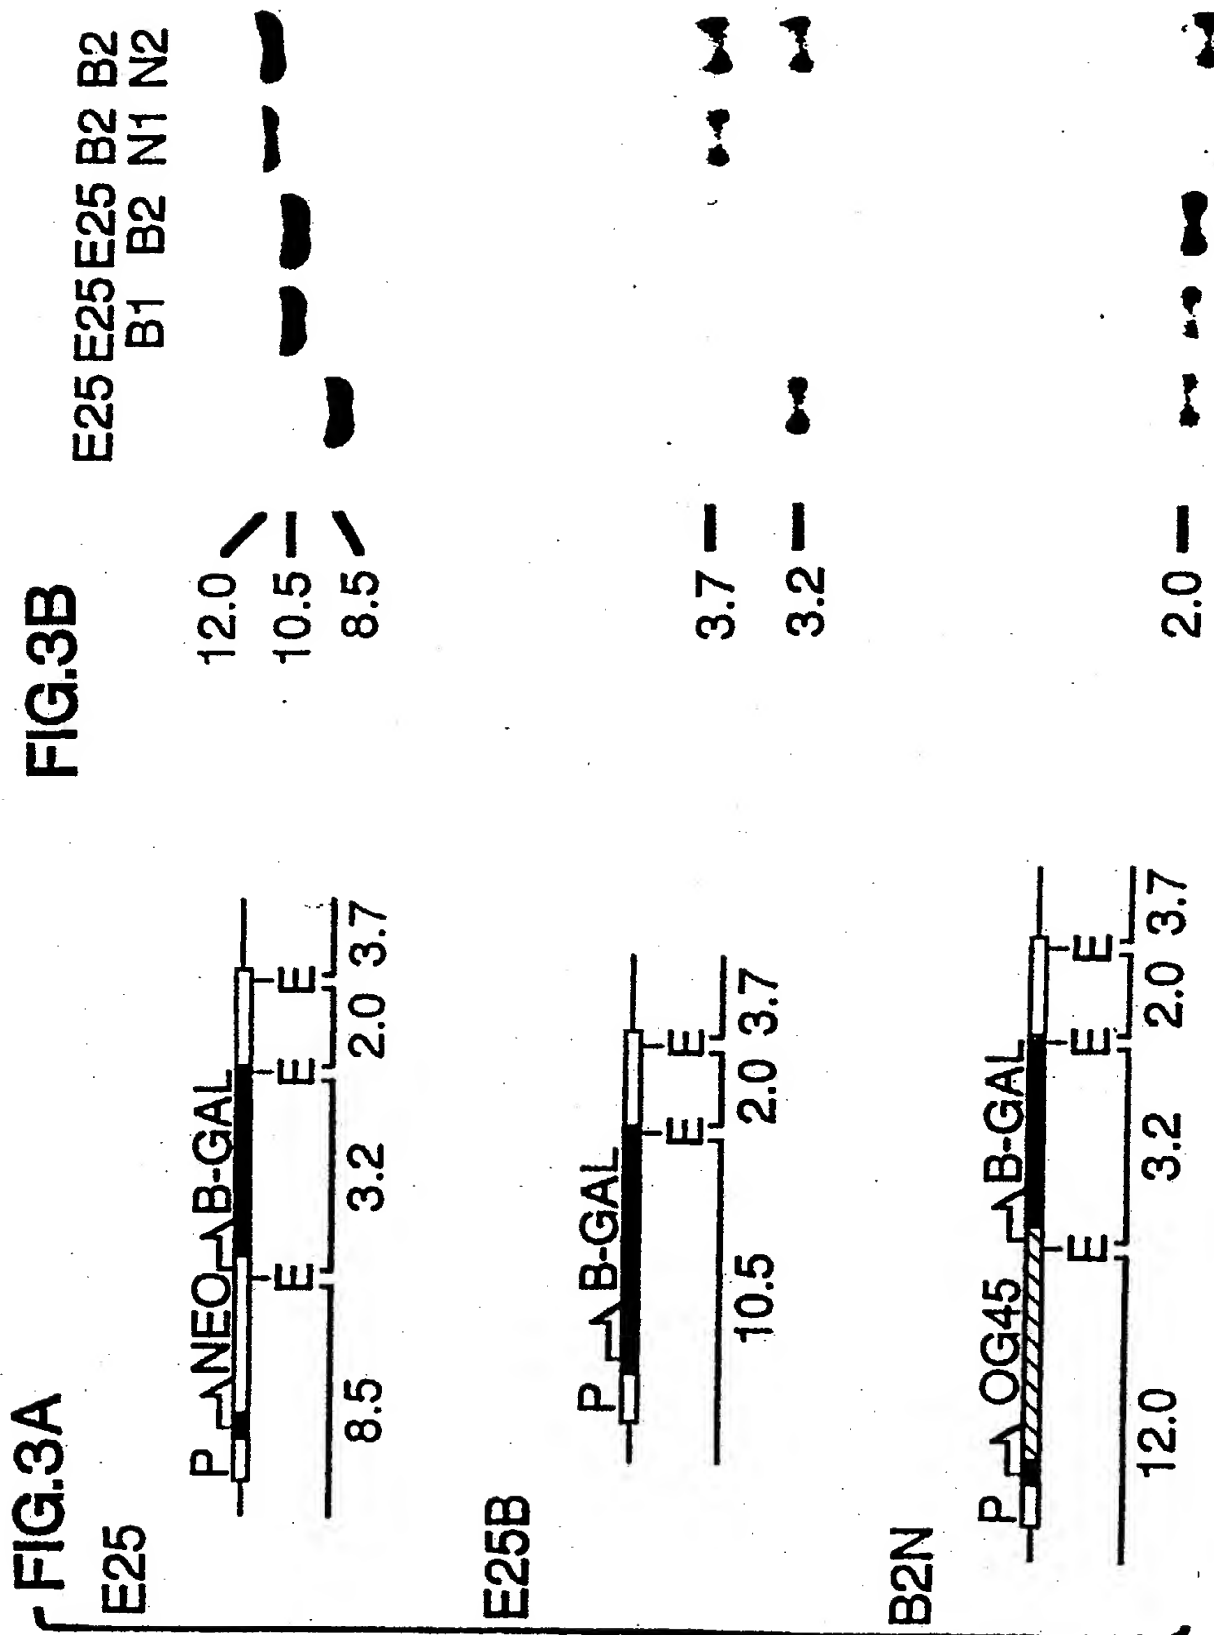 FIG.3A
E25
P NEO B-GAL
E E E
8.5 3.2 2.0 3.7
E25B
P B-GAL
E E
10.5 2.0 3.7
B2N
P OG45 B-GAL
E E E
12.0 3.2 2.0 3.7
FIG.3B
E25 E25 E25 B2 B2
B1 B2 N1 N2
12.0
10.5
8.5
3.7
3.2
2.0